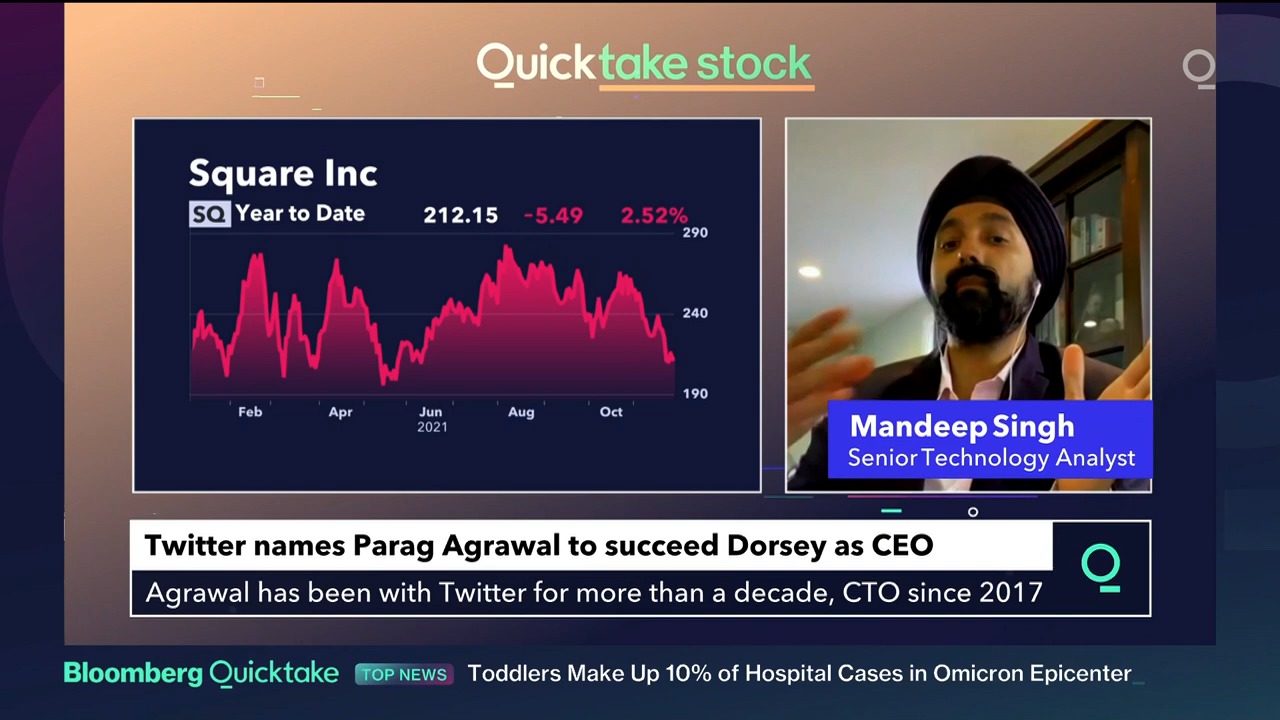 Quicktake stock
Square Inc
SQ Year to Date 212.15 -5.49 2.52%
290
240
190
Feb Apr Jun Aug Oct
2021
Mandeep Singh
Senior Technology Analyst
Twitter names Parag Agrawal to succeed Dorsey as CEO
Agrawal has been with Twitter for more than a decade, CTO since 2017
Bloomberg Quicktake TOP NEWS Toddlers Make Up 10% of Hospital Cases in Omicron Epicenter_